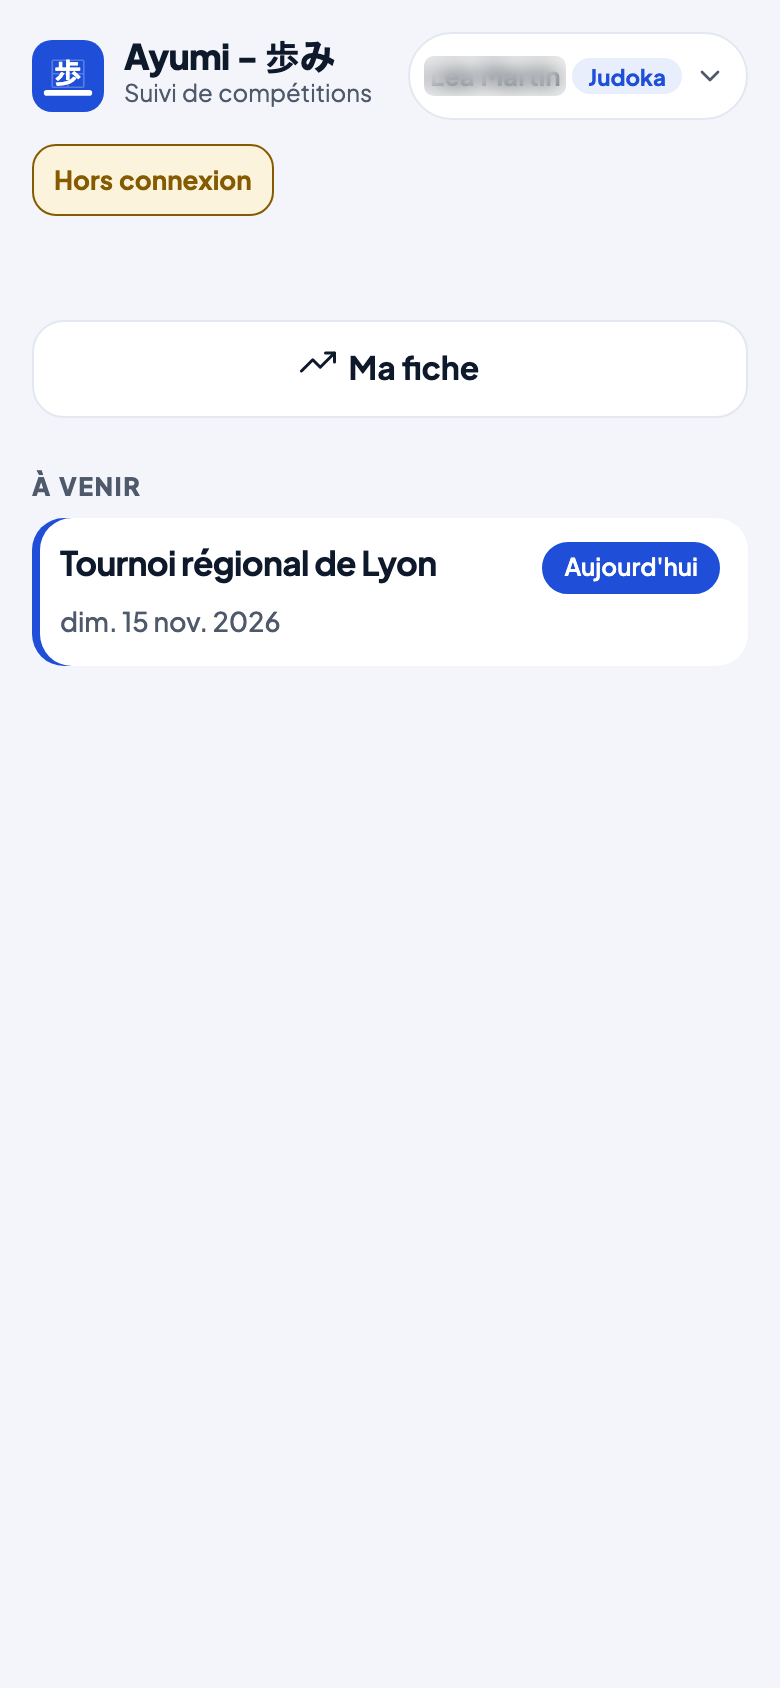 歩
Ayumi – 歩み
Suivi de compétitions
Judoka
Hors connexion
Ma fiche
À VENIR
Tournoi régional de Lyon
Aujourd'hui
dim. 15 nov. 2026